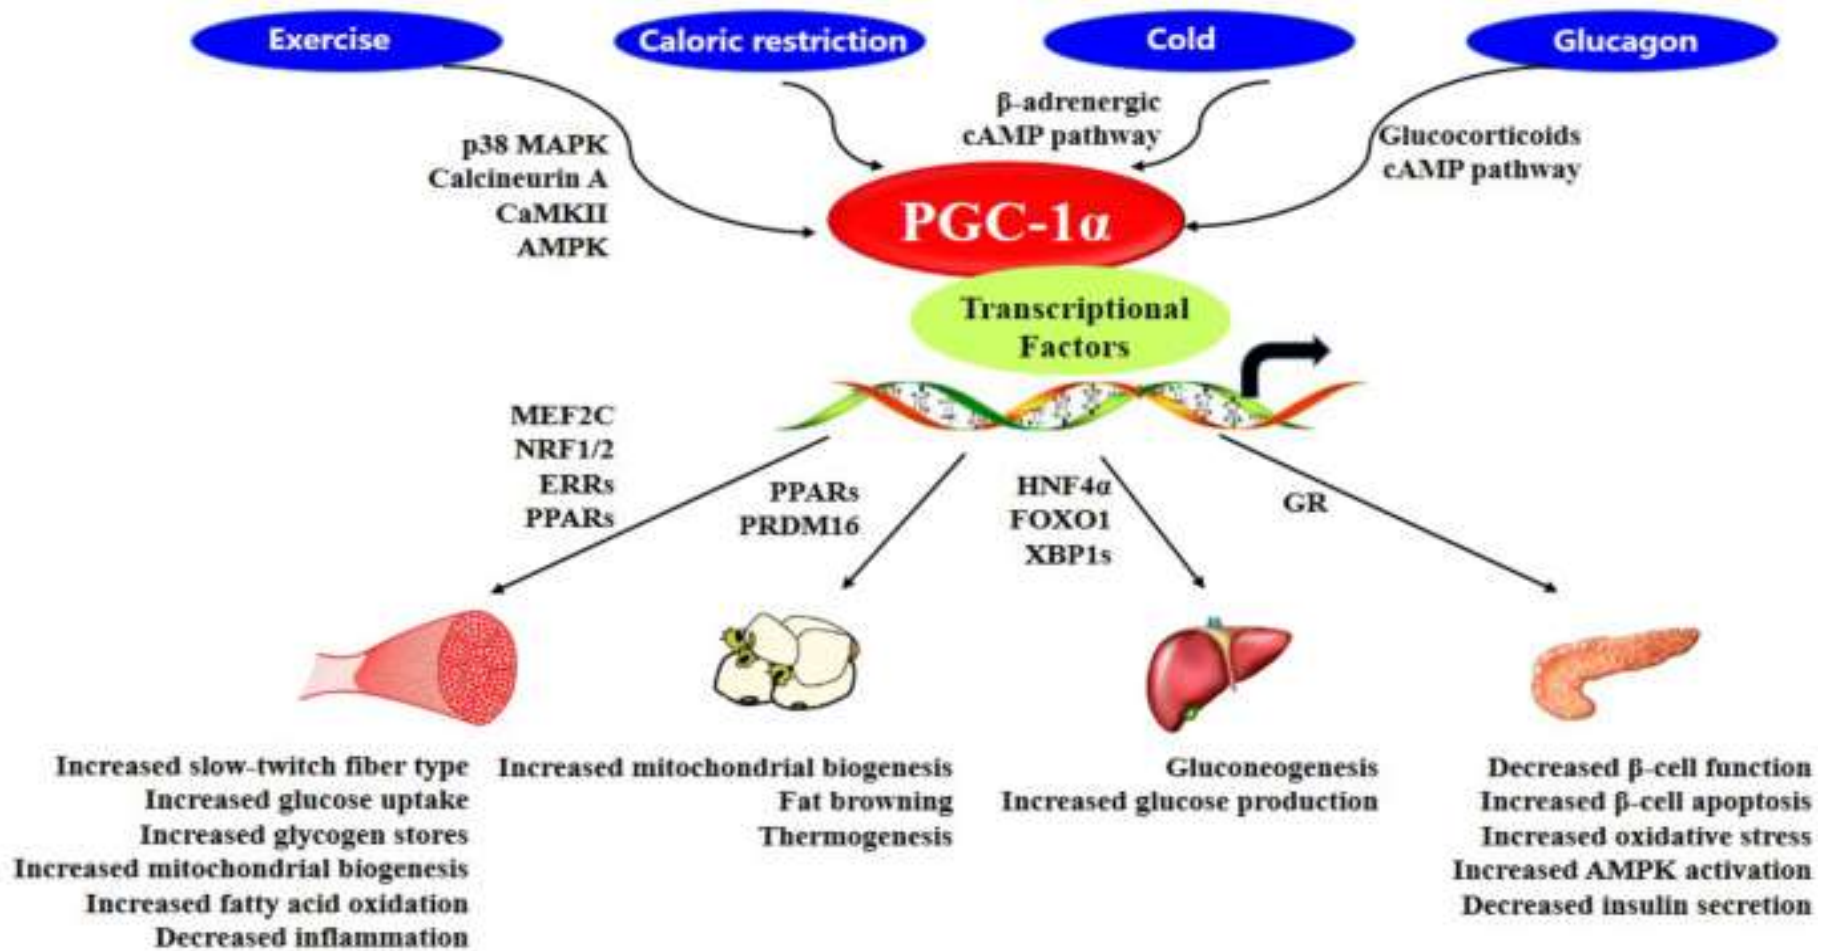 Exercise
Caloric restriction
Cold
Glucagon
p38 MAPK
Calcineurin A
CaMKII
AMPK
β-adrenergic
cAMP pathway
Glucocorticoids
cAMP pathway
PGC-1α
Transcriptional
Factors
MEF2C
NRF1/2
ERRs
PPARs
PPARs
PRDM16
HNF4α
FOXO1
XBP1s
GR
Increased slow-twitch fiber type
Increased glucose uptake
Increased glycogen stores
Increased mitochondrial biogenesis
Increased fatty acid oxidation
Decreased inflammation
Increased mitochondrial biogenesis
Fat browning
Thermogenesis
Gluconeogenesis
Increased glucose production
Decreased β-cell function
Increased β-cell apoptosis
Increased oxidative stress
Increased AMPK activation
Decreased insulin secretion